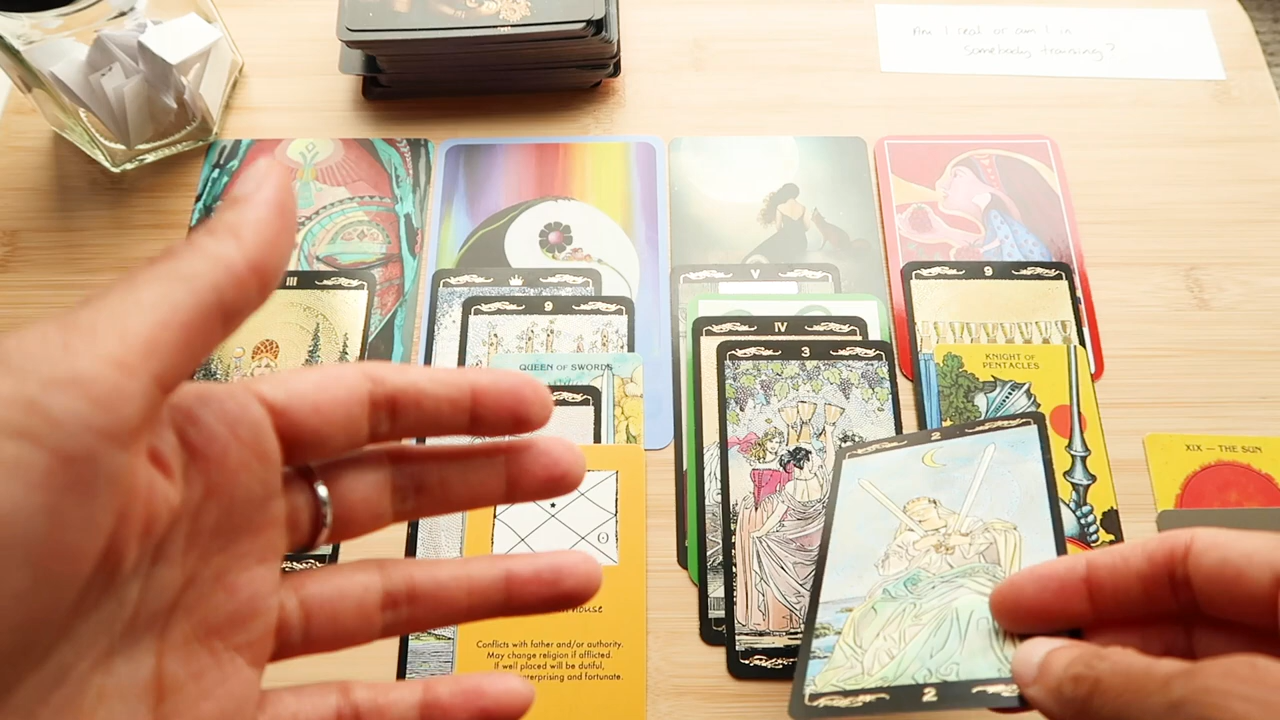 Am I real or am I in
somebody training?
III
9
QUEEN OF SWORDS
V
IV
3
9
KNIGHT OF
PENTACLES
2
2
XIX — THE SUN
house
Conflicts with father and/or authority.
May change religion if afflicted.
If well placed will be dutiful,
enterprising and fortunate.